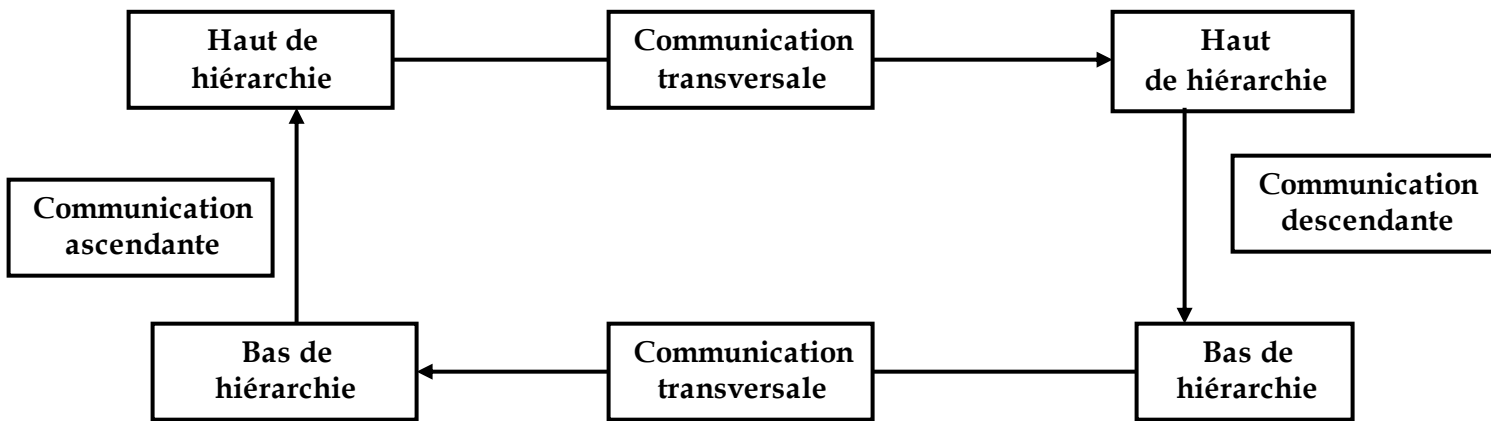 Haut de
hiérarchie
Communication
transversale
Haut
de hiérarchie
Communication
ascendante
Communication
descendante
Bas de
hiérarchie
Communication
transversale
Bas de
hiérarchie